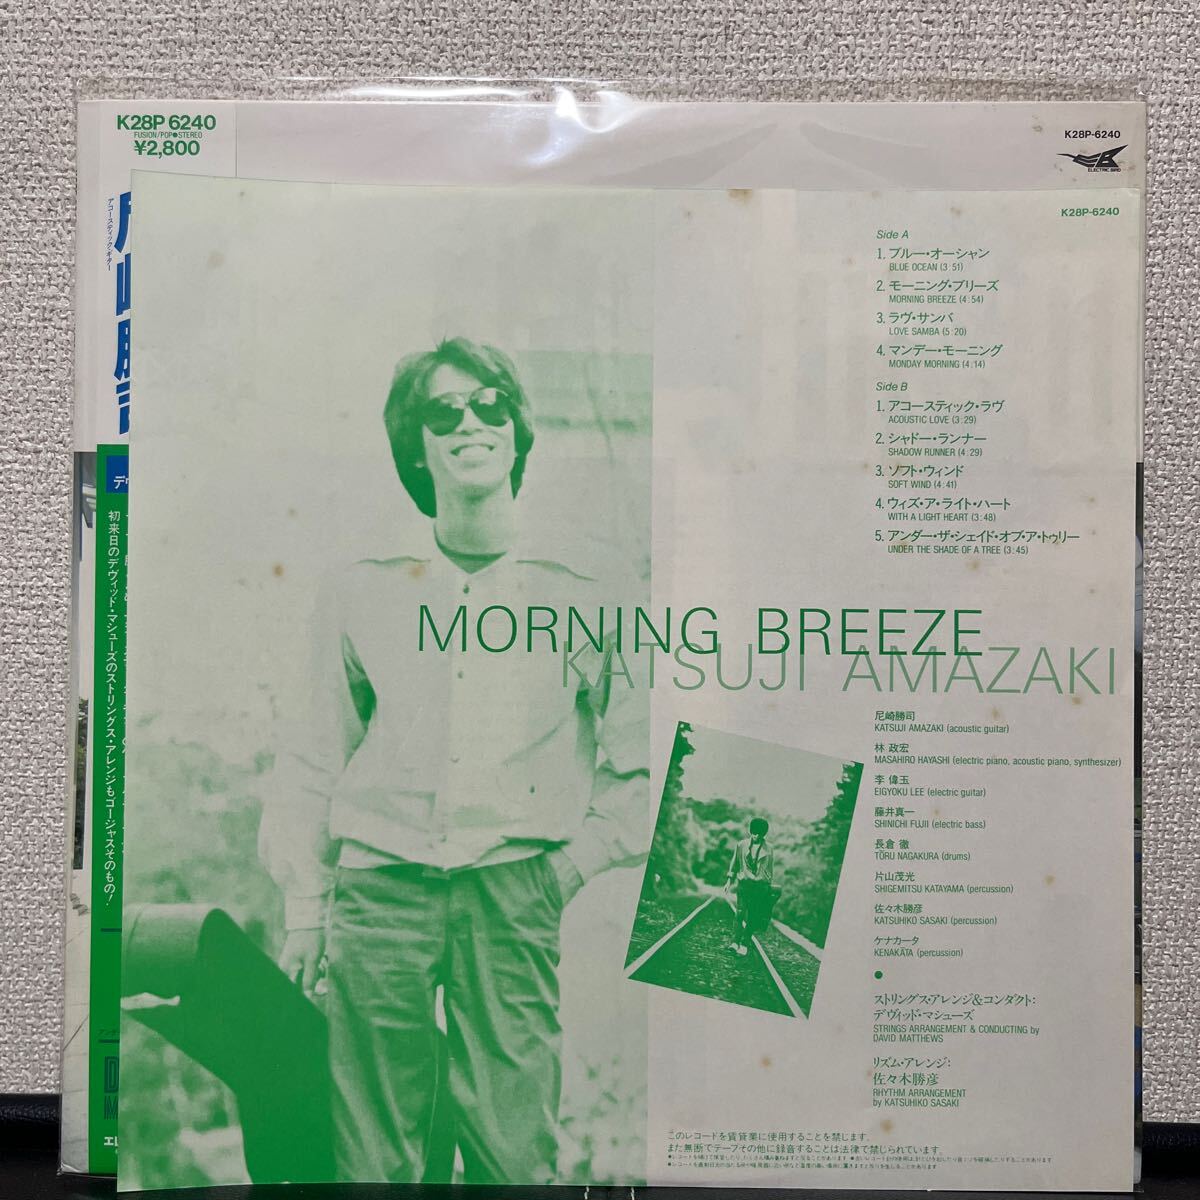 K28P 6240
FUSION/POP●STEREO
¥2,800
K28P-6240
ELECTRIC BIRD
アコースティック・ギター
初来日のデヴィッド・マシューズのストリングス・アレンジもゴージャスそのもの!
K28P-6240
Side A
1. ブルー・オーシャン
BLUE OCEAN (3:51)
2. モーニング・ブリーズ
MORNING BREEZE (4:54)
3. ラヴ・サンバ
LOVE SAMBA (5:20)
4. マンデー・モーニング
MONDAY MORNING (4:14)
Side B
1. アコースティック・ラヴ
ACOUSTIC LOVE (3:29)
2. シャドー・ランナー
SHADOW RUNNER (4:29)
3. ソフト・ウィンド
SOFT WIND (4:41)
4. ウィズ・ア・ライト・ハート
WITH A LIGHT HEART (3:48)
5. アンダー・ザ・シェイド・オブ・ア・トゥリー
UNDER THE SHADE OF A TREE (3:45)
MORNING BREEZE
KATSUJI AMAZAKI
尼崎勝司
KATSUJI AMAZAKI (acoustic guitar)
林 政宏
MASAHIRO HAYASHI (electric piano, acoustic piano, synthesizer)
李 偉玉
EIGYOKU LEE (electric guitar)
藤井真一
SHINICHI FUJII (electric bass)
長倉 徹
TŌRU NAGAKURA (drums)
片山茂光
SHIGEMITSU KATAYAMA (percussion)
佐々木勝彦
KATSUHIKO SASAKI (percussion)
ケナカータ
KENAKĀTA (percussion)
●
ストリングス・アレンジ&コンダクト:
デヴィッド・マシューズ
STRINGS ARRANGEMENT & CONDUCTING by
DAVID MATTHEWS
リズム・アレンジ:
佐々木勝彦
RHYTHM ARRANGEMENT
by KATSUHIKO SASAKI
このレコードを賃貸業に使用することを禁じます。
また無断でテープその他に録音することは法律で禁じられています。